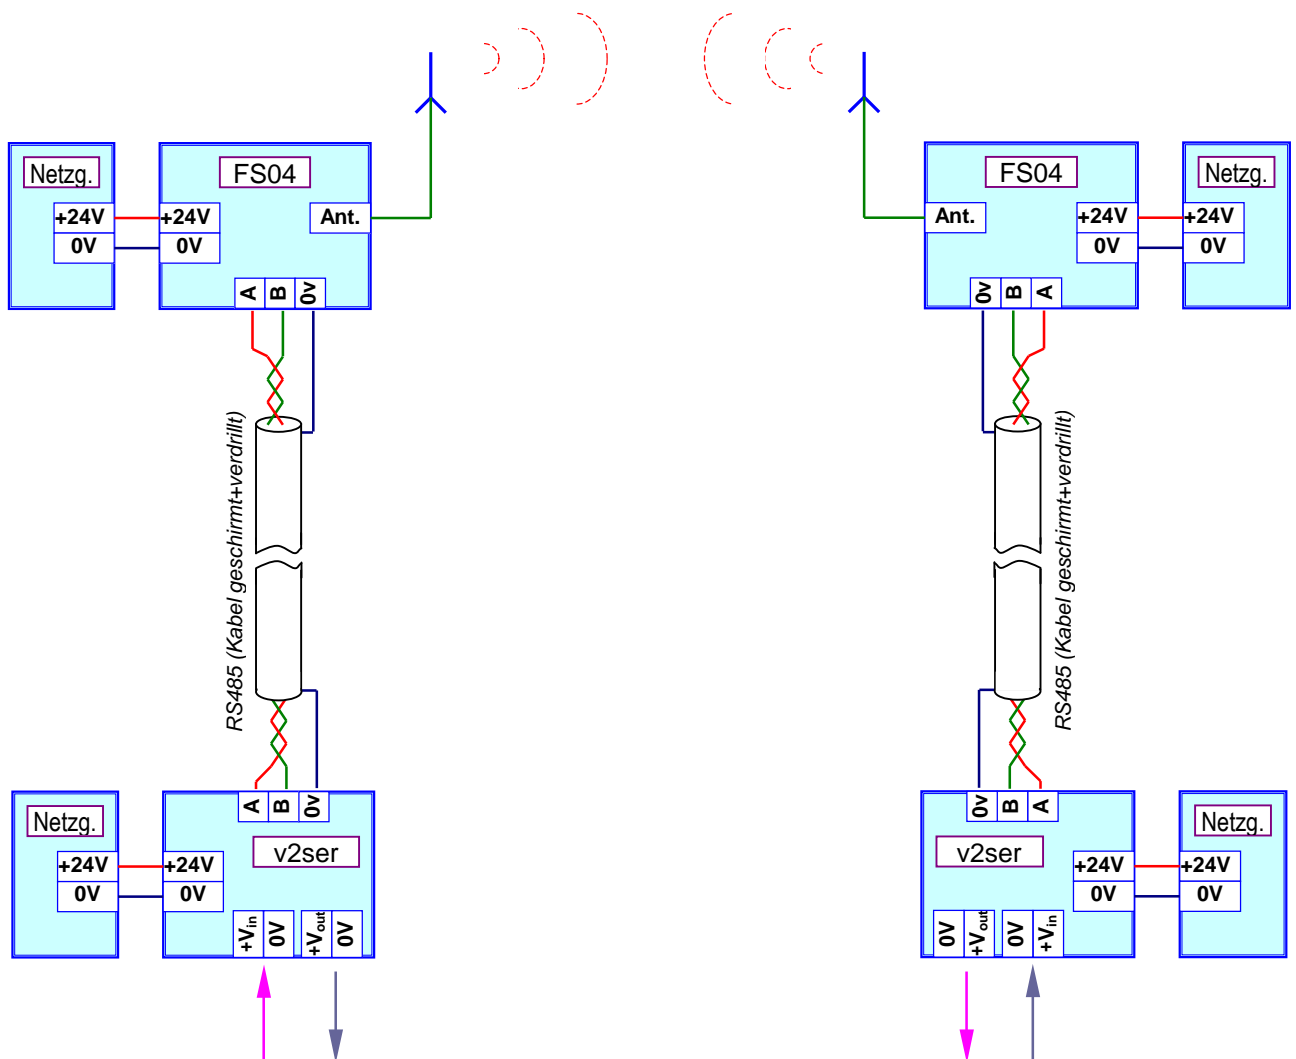 Netzg.
+24V
0V
FS04
+24V
0V
Ant.
A
B
0v
FS04
Ant.
+24V
0V
0v
B
A
Netzg.
+24V
0V
RS485 (Kabel geschirmt+verdrillt)
RS485 (Kabel geschirmt+verdrillt)
Netzg.
+24V
0V
A
B
0v
v2ser
+24V
0V
+Vin
0V
+Vout
0V
0v
B
A
v2ser
+24V
0V
0V
+Vout
0V
+Vin
Netzg.
+24V
0V